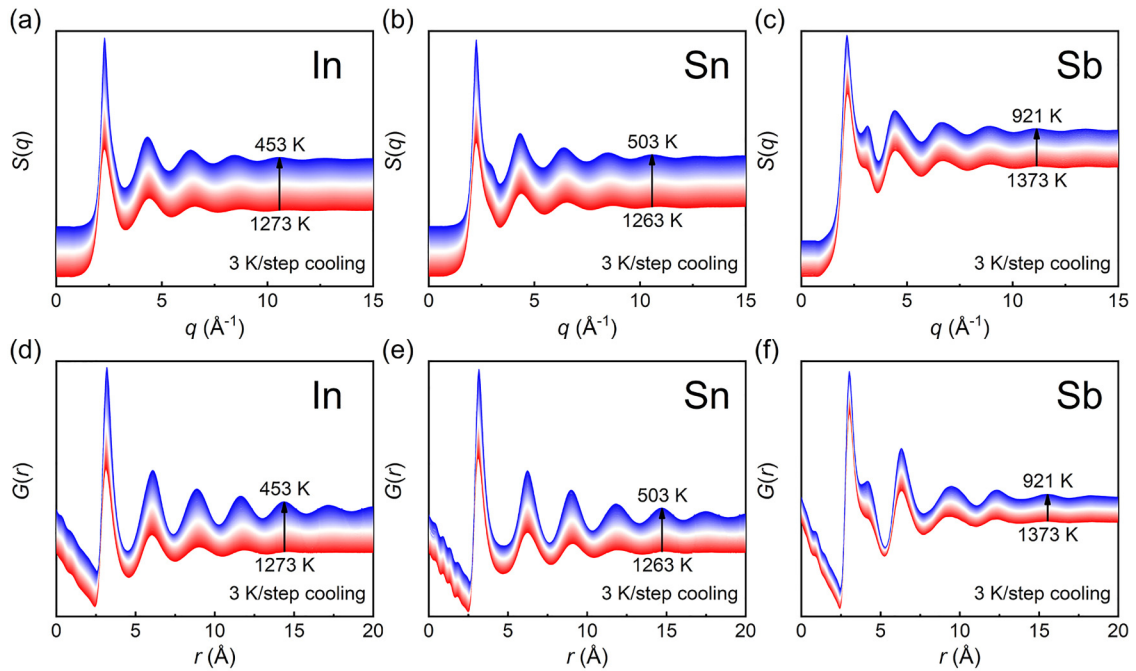 (a)
In
S(q)
453 K
1273 K
3 K/step cooling
0 5 10 15
q (Å⁻¹)
(b)
Sn
S(q)
503 K
1263 K
3 K/step cooling
0 5 10 15
q (Å⁻¹)
(c)
Sb
S(q)
921 K
1373 K
3 K/step cooling
0 5 10 15
q (Å⁻¹)
(d)
In
G(r)
453 K
1273 K
3 K/step cooling
0 5 10 15 20
r (Å)
(e)
Sn
G(r)
503 K
1263 K
3 K/step cooling
0 5 10 15 20
r (Å)
(f)
Sb
G(r)
921 K
1373 K
3 K/step cooling
0 5 10 15 20
r (Å)